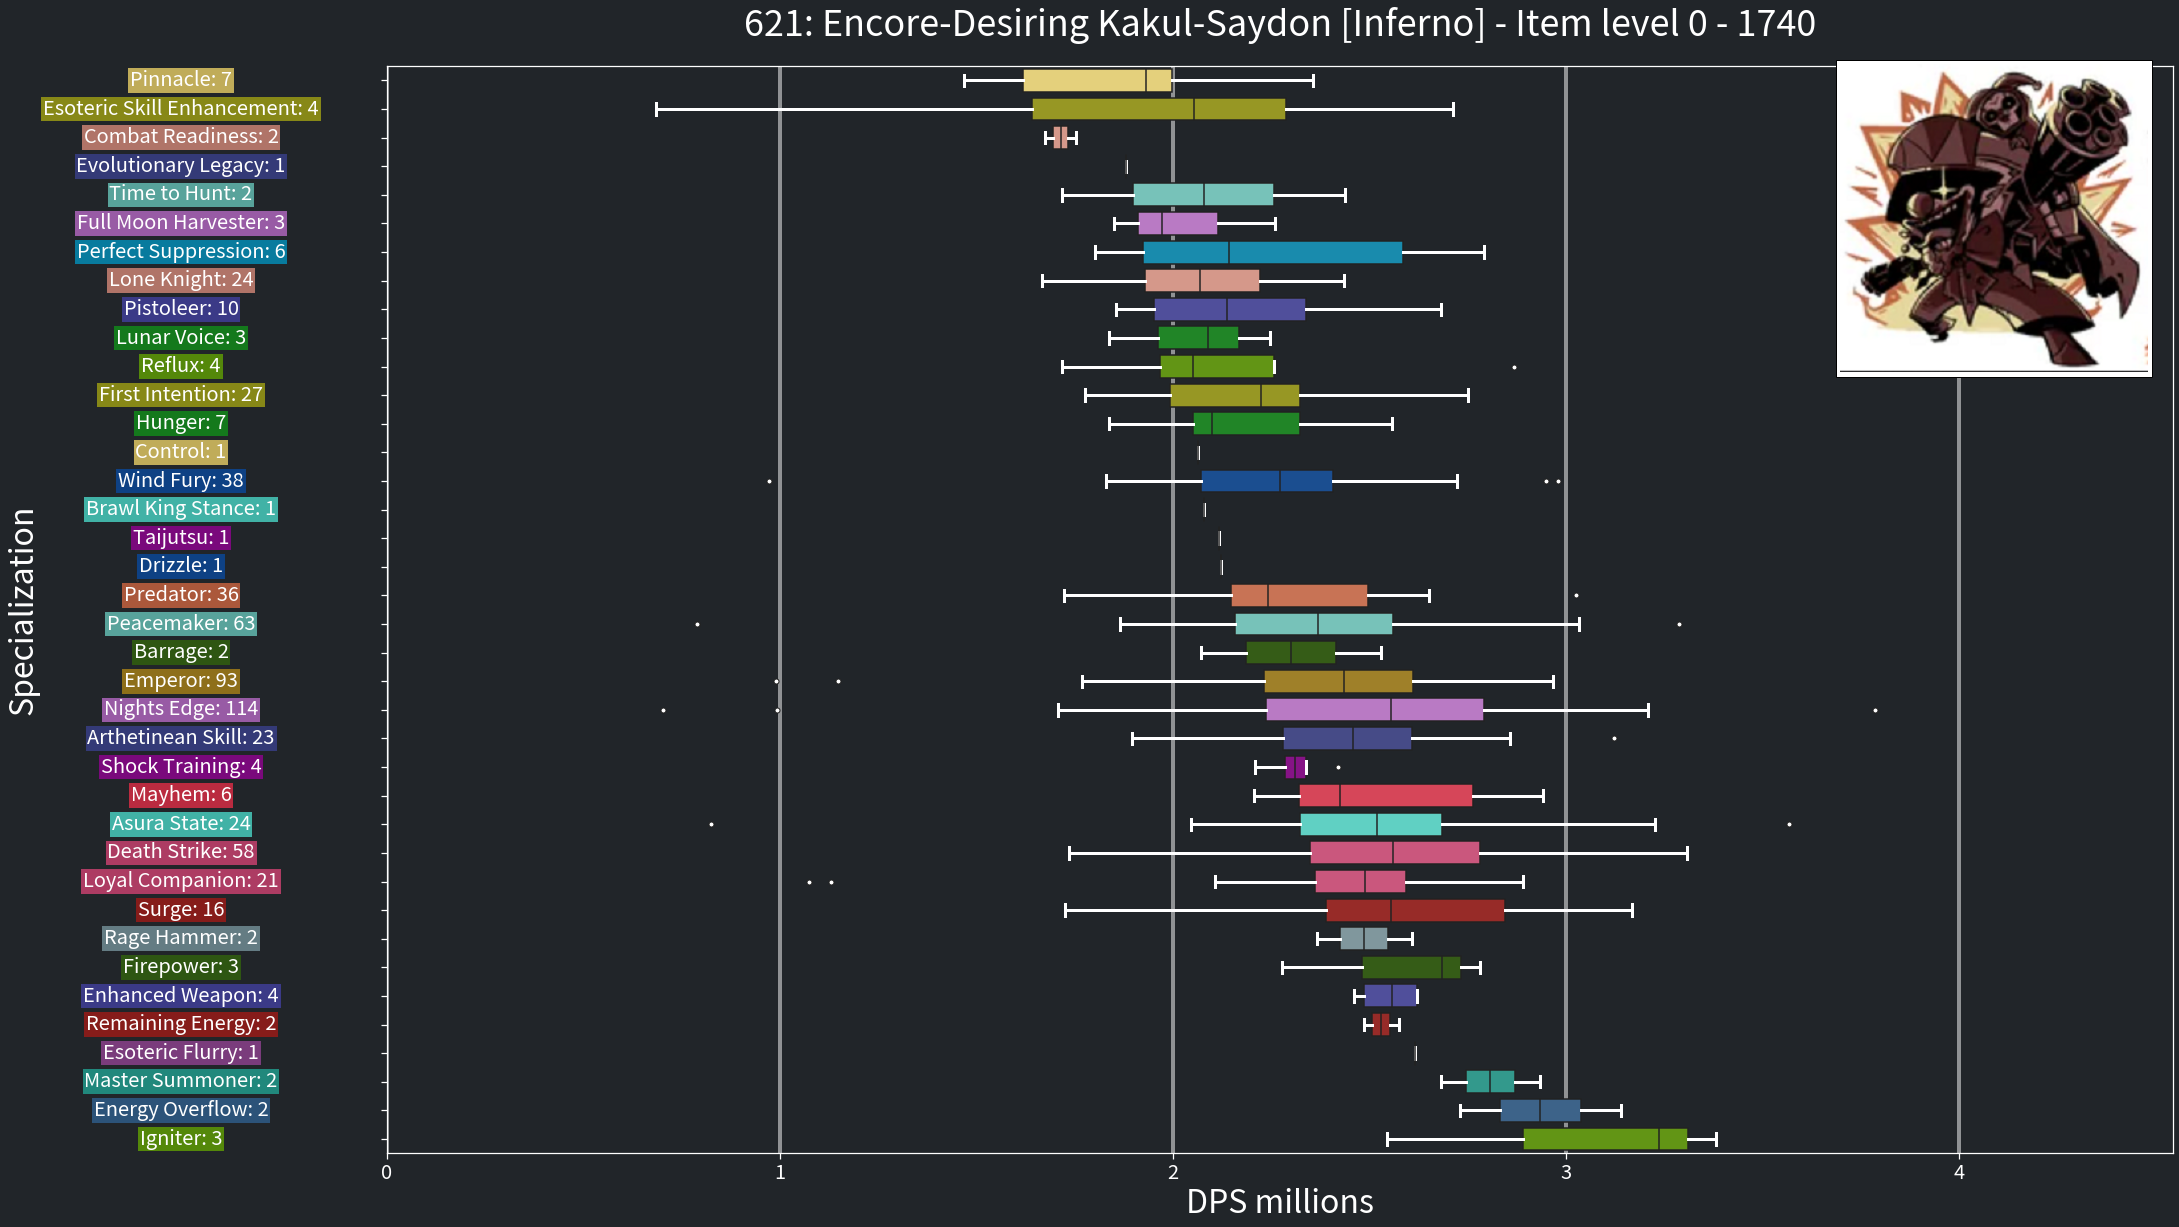 621: Encore-Desiring Kakul-Saydon [Inferno] - Item level 0 - 1740
Pinnacle: 7
Esoteric Skill Enhancement: 4
Combat Readiness: 2
Evolutionary Legacy: 1
Time to Hunt: 2
Full Moon Harvester: 3
Perfect Suppression: 6
Lone Knight: 24
Pistoleer: 10
Lunar Voice: 3
Reflux: 4
First Intention: 27
Hunger: 7
Control: 1
Wind Fury: 38
Brawl King Stance: 1
Taijutsu: 1
Drizzle: 1
Predator: 36
Peacemaker: 63
Barrage: 2
Emperor: 93
Nights Edge: 114
Arthetinean Skill: 23
Shock Training: 4
Mayhem: 6
Asura State: 24
Death Strike: 58
Loyal Companion: 21
Surge: 16
Rage Hammer: 2
Firepower: 3
Enhanced Weapon: 4
Remaining Energy: 2
Esoteric Flurry: 1
Master Summoner: 2
Energy Overflow: 2
Igniter: 3
Specialization
0 1 2 3 4
DPS millions